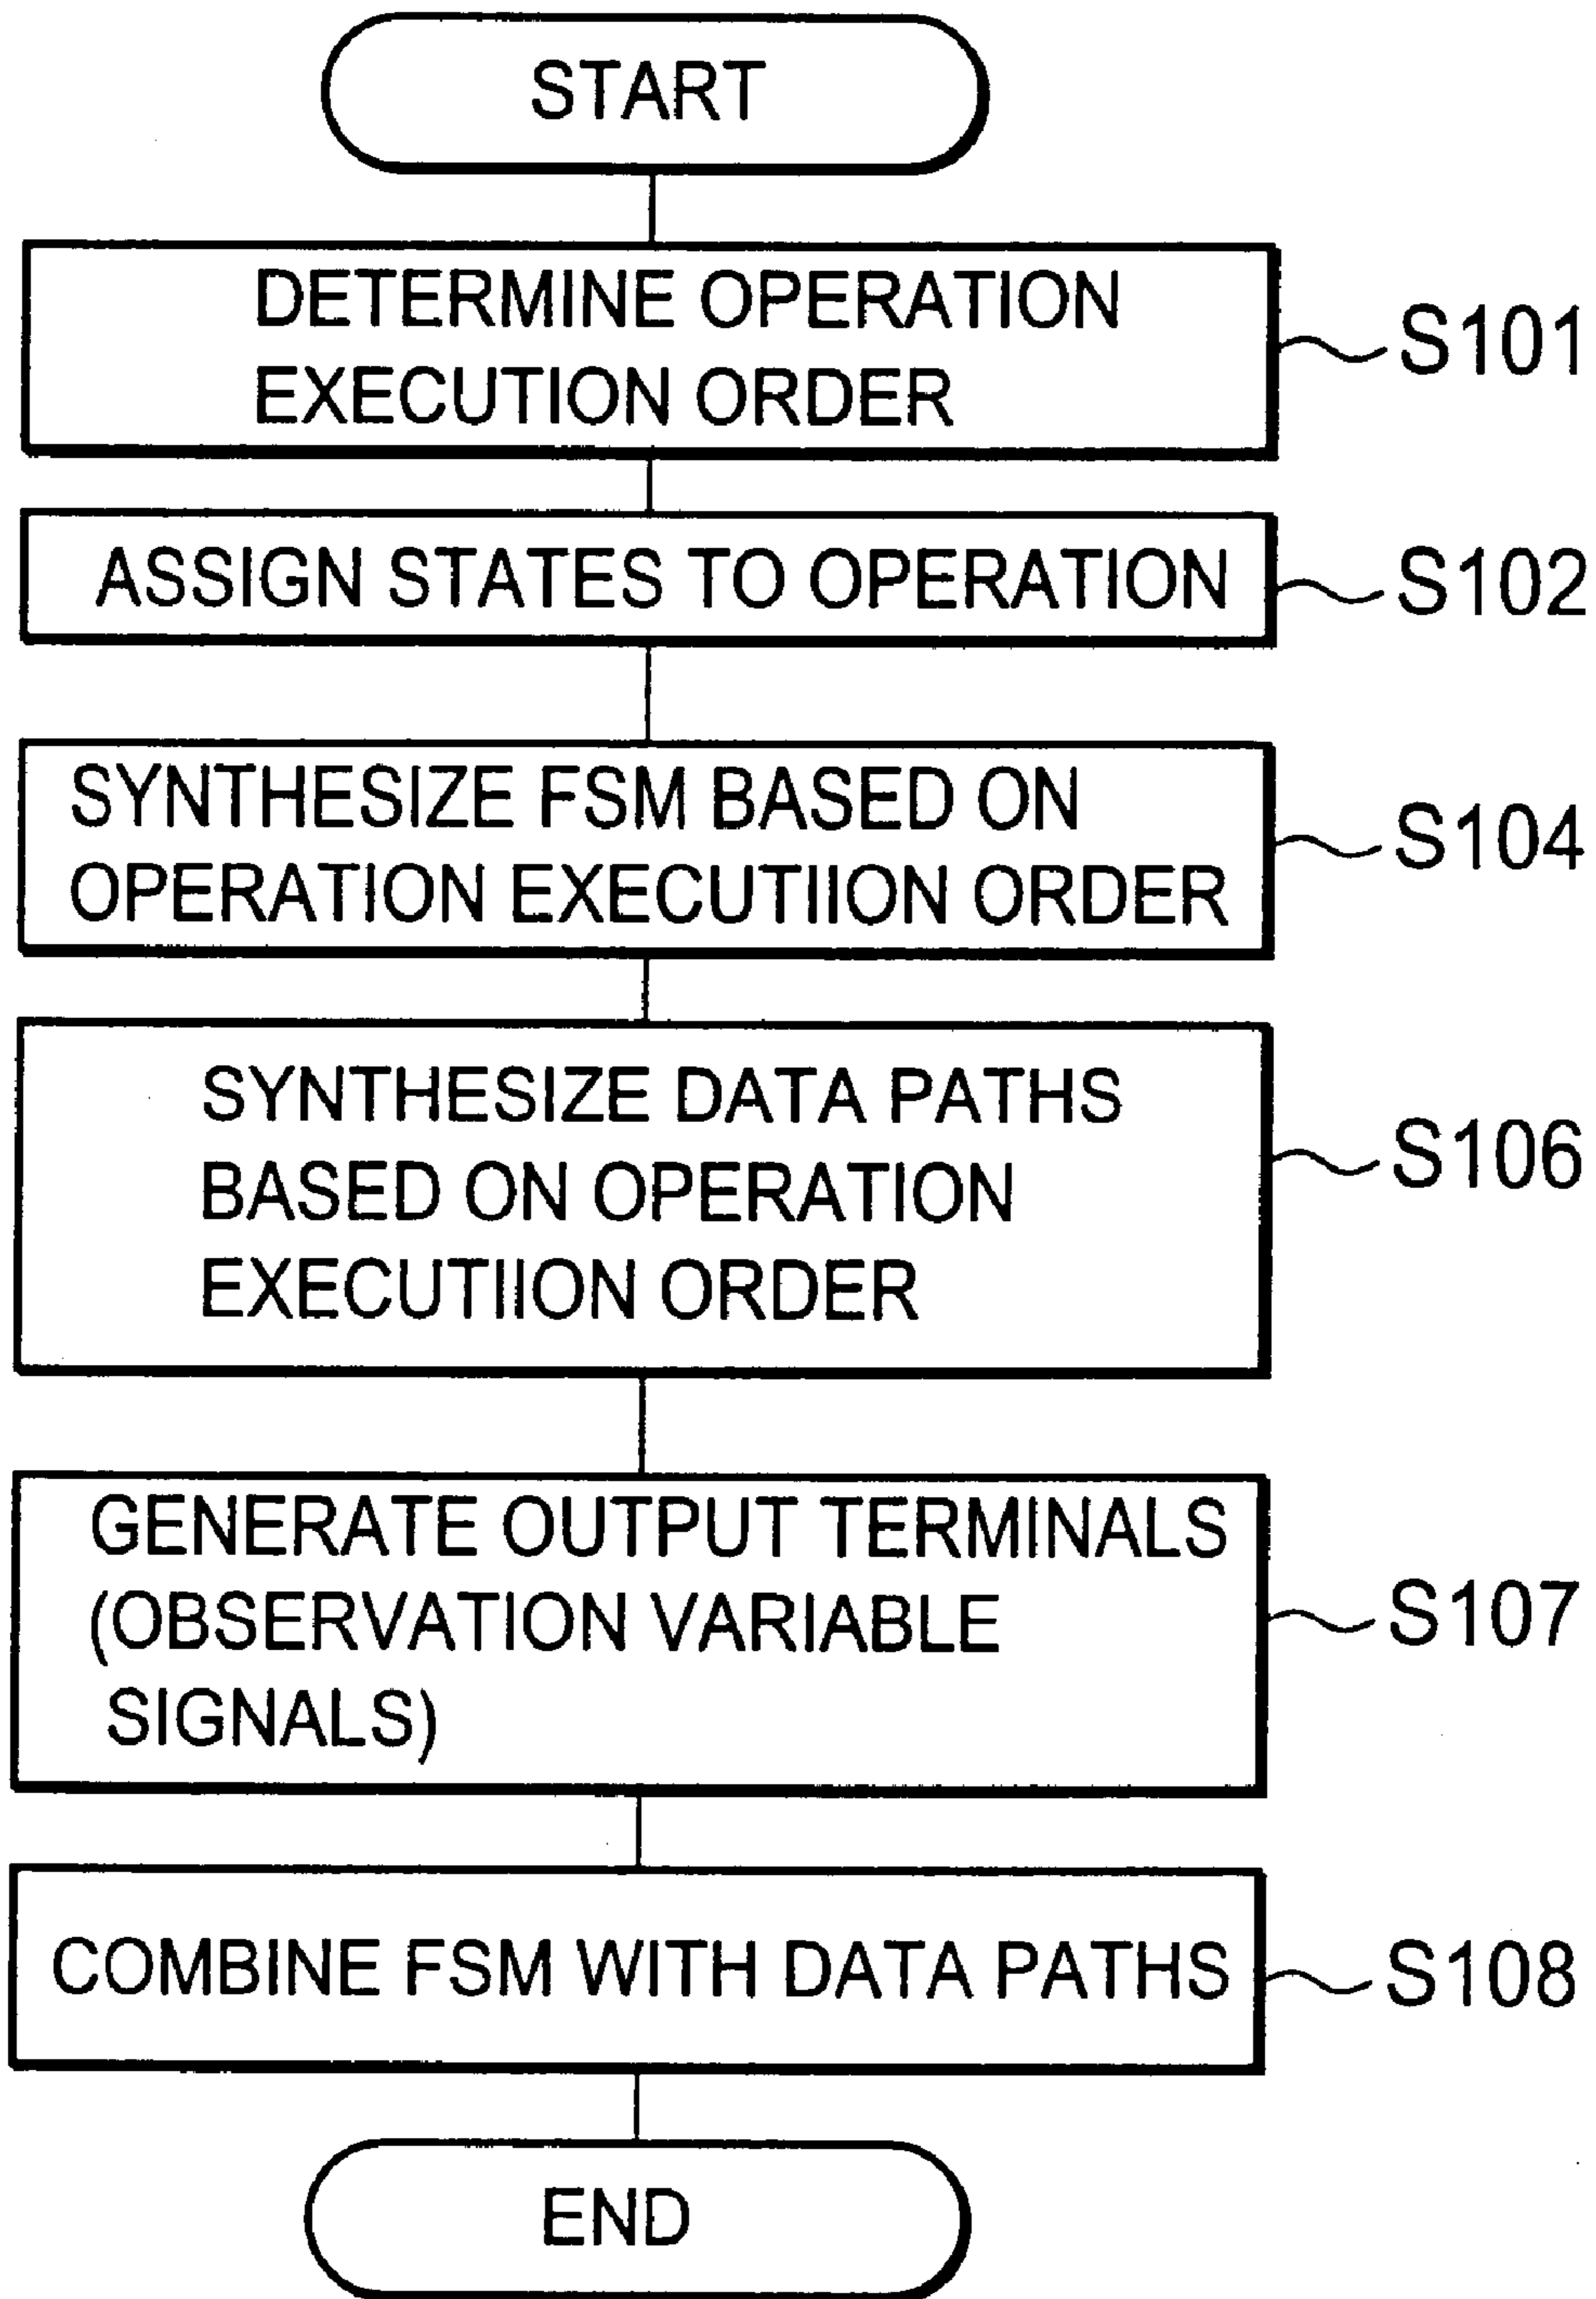 START
DETERMINE OPERATION
EXECUTION ORDER
S101
ASSIGN STATES TO OPERATION
S102
SYNTHESIZE FSM BASED ON
OPERATION EXECUTIION ORDER
S104
SYNTHESIZE DATA PATHS
BASED ON OPERATION
EXECUTIION ORDER
S106
GENERATE OUTPUT TERMINALS
(OBSERVATION VARIABLE
SIGNALS)
S107
COMBINE FSM WITH DATA PATHS
S108
END